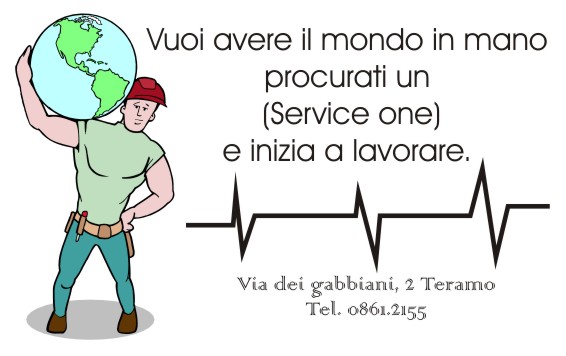 Vuoi avere il mondo in mano
procurati un
(Service one)
e inizia a lavorare.
Via dei gabbiani, 2 Teramo
Tel. 0861.2155